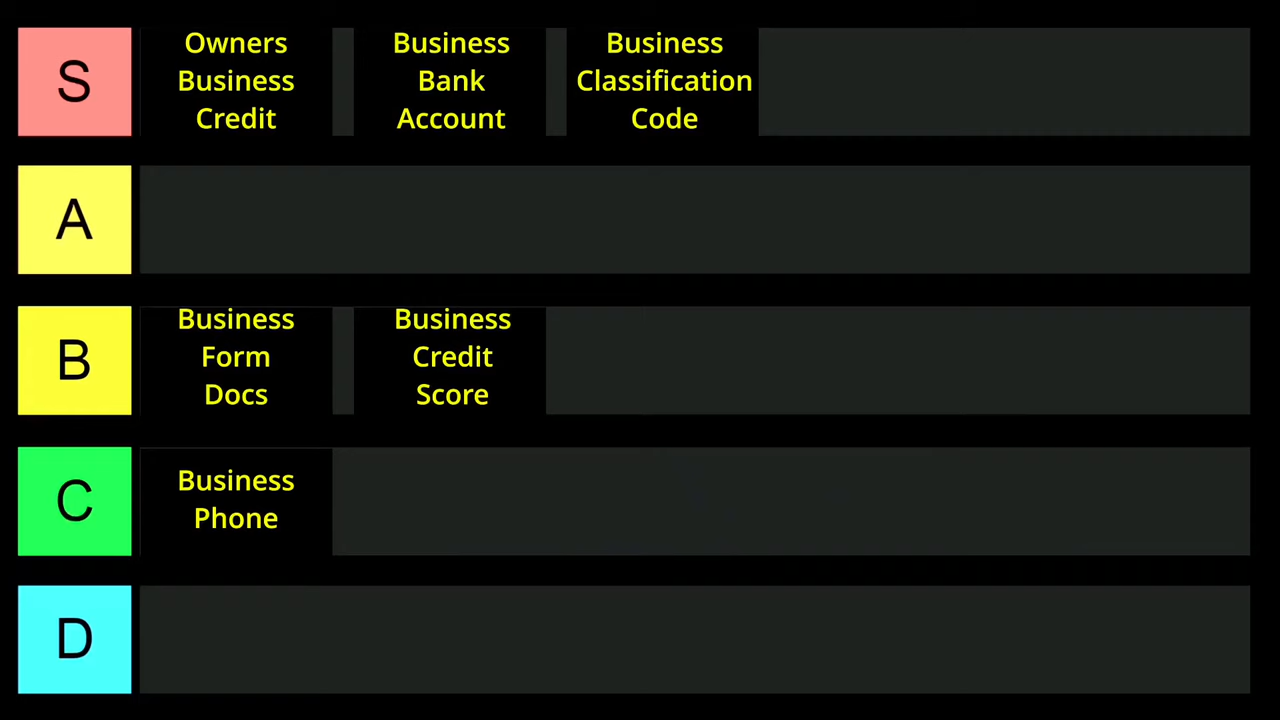 S
Owners
Business
Credit
Business
Bank
Account
Business
Classification
Code
A
B
Business
Form
Docs
Business
Credit
Score
C
Business
Phone
D